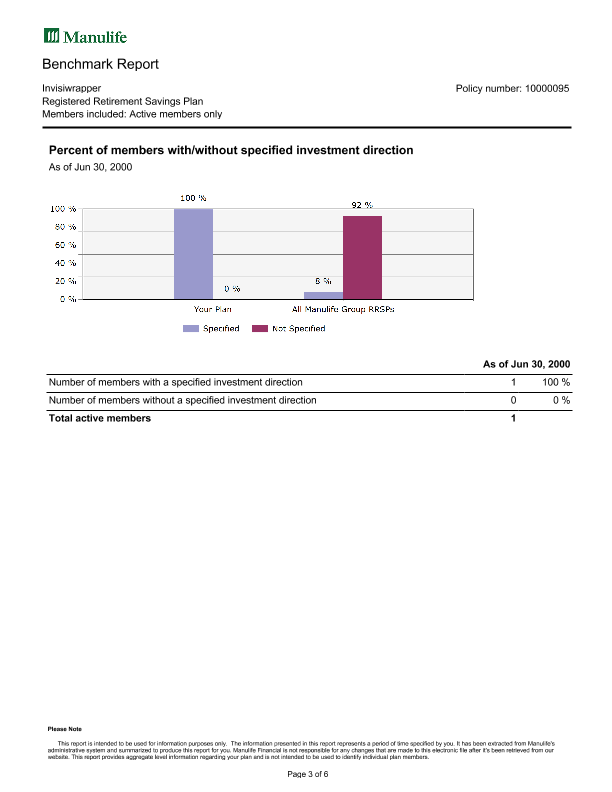 Manulife
Benchmark Report
Invisiwrapper
Policy number: 10000095
Registered Retirement Savings Plan
Members included: Active members only
Percent of members with/without specified investment direction
As of Jun 30, 2000
100 %
92 %
100 %
80 %
60 %
40 %
20 %
0 %
0 %
8 %
Your Plan
All Manulife Group RRSPs
Specified
Not Specified
As of Jun 30, 2000
Number of members with a specified investment direction 1 100 %
Number of members without a specified investment direction 0 0 %
Total active members 1
Please Note
This report is intended to be used for information purposes only. The information presented in this report represents a period of time specified by you. It has been extracted from Manulife's
administrative system and summarized to produce this report for you. Manulife Financial is not responsible for any changes that are made to this electronic file after it's been retrieved from our
website. This report provides aggregate level information regarding your plan and is not intended to be used to identify individual plan members.
Page 3 of 6